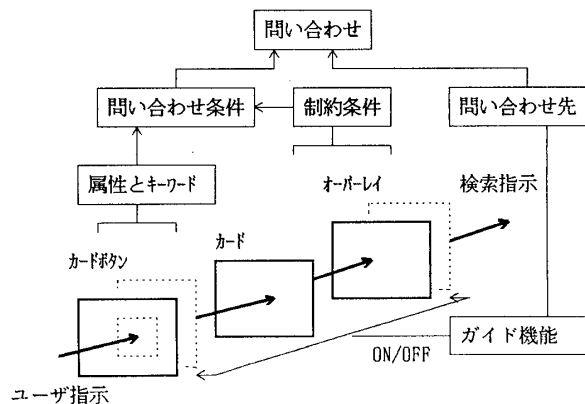 問い合わせ
問い合わせ条件
制約条件
問い合わせ先
属性とキーワード
オーバーレイ
検索指示
カードボタン
カード
ガイド機能
ON/OFF
ユーザ指示